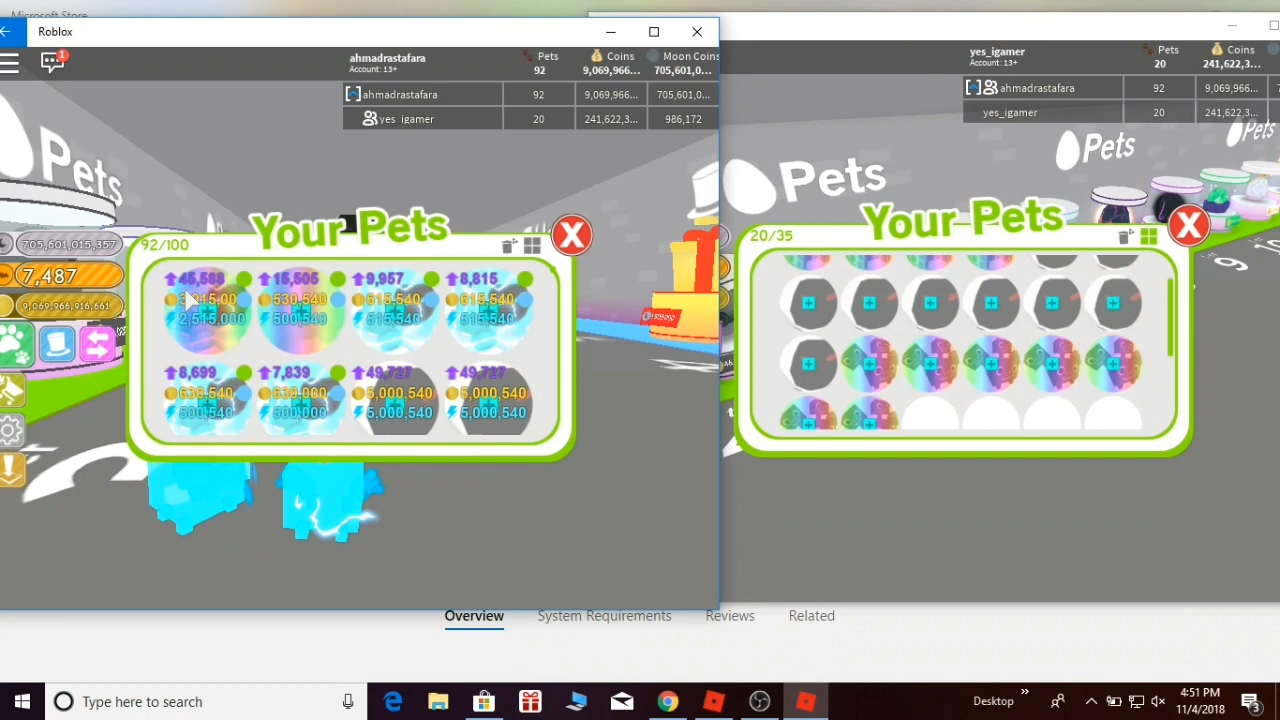 Microsoft Store
Roblox
1
ahmadrastafara
Account: 13+
Pets
92
Coins
9,069,966...
Moon Coins
705,601,0...
ahmadrastafara 92 9,069,966... 705,601,0...
yes_igamer 20 241,622,3... 986,172
yes_igamer
Account: 13+
Pets
20
Coins
241,622,3...
ahmadrastafara 92 9,069,966...
yes_igamer 20 241,622,3...
Pets
Pets
Pets
Pets
705,601,015,357
7,487
9,069,966,916,661
Your Pets
92/100
X
45,588 15,505 9,957 8,815
530,540 615,540 615,540
2,515,000 500,540 515,540 515,540
8,699 7,839 49,727 49,727
630,540 630,000 5,000,540 5,000,540
500,540 500,000 5,000,540 5,000,540
Your Pets
20/35
X
Overview System Requirements Reviews Related
Type here to search
Desktop
4:51 PM
11/4/2018
3